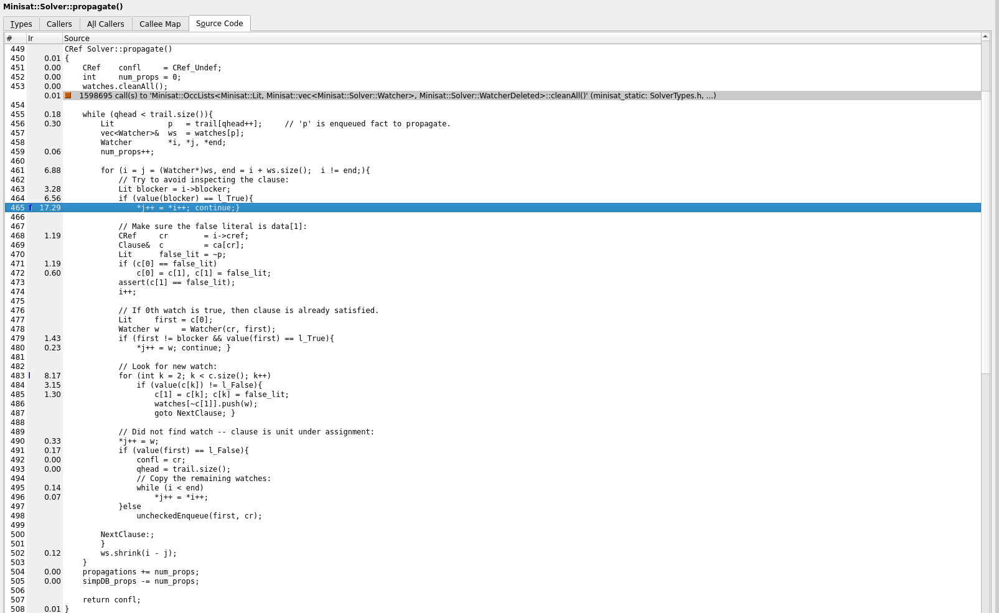 Minisat::Solver::propagate()
Types Callers All Callers Callee Map Source Code
# Ir Source
449 CRef Solver::propagate()
450 0.01 {
451 0.00     CRef    confl     = CRef_Undef;
452 0.00     int     num_props = 0;
453 0.00     watches.cleanAll();
0.01 1598695 call(s) to 'Minisat::OccLists<Minisat::Lit, Minisat::vec<Minisat::Solver::Watcher>, Minisat::Solver::WatcherDeleted>::cleanAll()' (minisat_static: SolverTypes.h, ...)
454
455 0.18     while (qhead < trail.size()){
456 0.30         Lit            p   = trail[qhead++];     // 'p' is enqueued fact to propagate.
457         vec<Watcher>&  ws  = watches[p];
458         Watcher        *i, *j, *end;
459 0.06         num_props++;
460
461 6.88         for (i = j = (Watcher*)ws, end = i + ws.size();  i != end;){
462             // Try to avoid inspecting the clause:
463 3.28             Lit blocker = i->blocker;
464 6.56             if (value(blocker) == l_True){
465 17.29                 *j++ = *i++; continue;}
466
467             // Make sure the false literal is data[1]:
468 1.19             CRef     cr        = i->cref;
469             Clause&  c         = ca[cr];
470             Lit      false_lit = ~p;
471 1.19             if (c[0] == false_lit)
472 0.60                 c[0] = c[1], c[1] = false_lit;
473             assert(c[1] == false_lit);
474             i++;
475
476             // If 0th watch is true, then clause is already satisfied.
477             Lit     first = c[0];
478             Watcher w     = Watcher(cr, first);
479 1.43             if (first != blocker && value(first) == l_True){
480 0.23                 *j++ = w; continue; }
481
482             // Look for new watch:
483 8.17             for (int k = 2; k < c.size(); k++)
484 3.15                 if (value(c[k]) != l_False){
485 1.30                     c[1] = c[k]; c[k] = false_lit;
486                     watches[~c[1]].push(w);
487                     goto NextClause; }
488
489             // Did not find watch -- clause is unit under assignment:
490 0.33             *j++ = w;
491 0.17             if (value(first) == l_False){
492 0.00                 confl = cr;
493 0.00                 qhead = trail.size();
494                 // Copy the remaining watches:
495 0.14                 while (i < end)
496 0.07                     *j++ = *i++;
497             }else
498                 uncheckedEnqueue(first, cr);
499
500         NextClause:;
501         }
502 0.12         ws.shrink(i - j);
503     }
504 0.00     propagations += num_props;
505 0.00     simpDB_props -= num_props;
506
507     return confl;
508 0.01 }